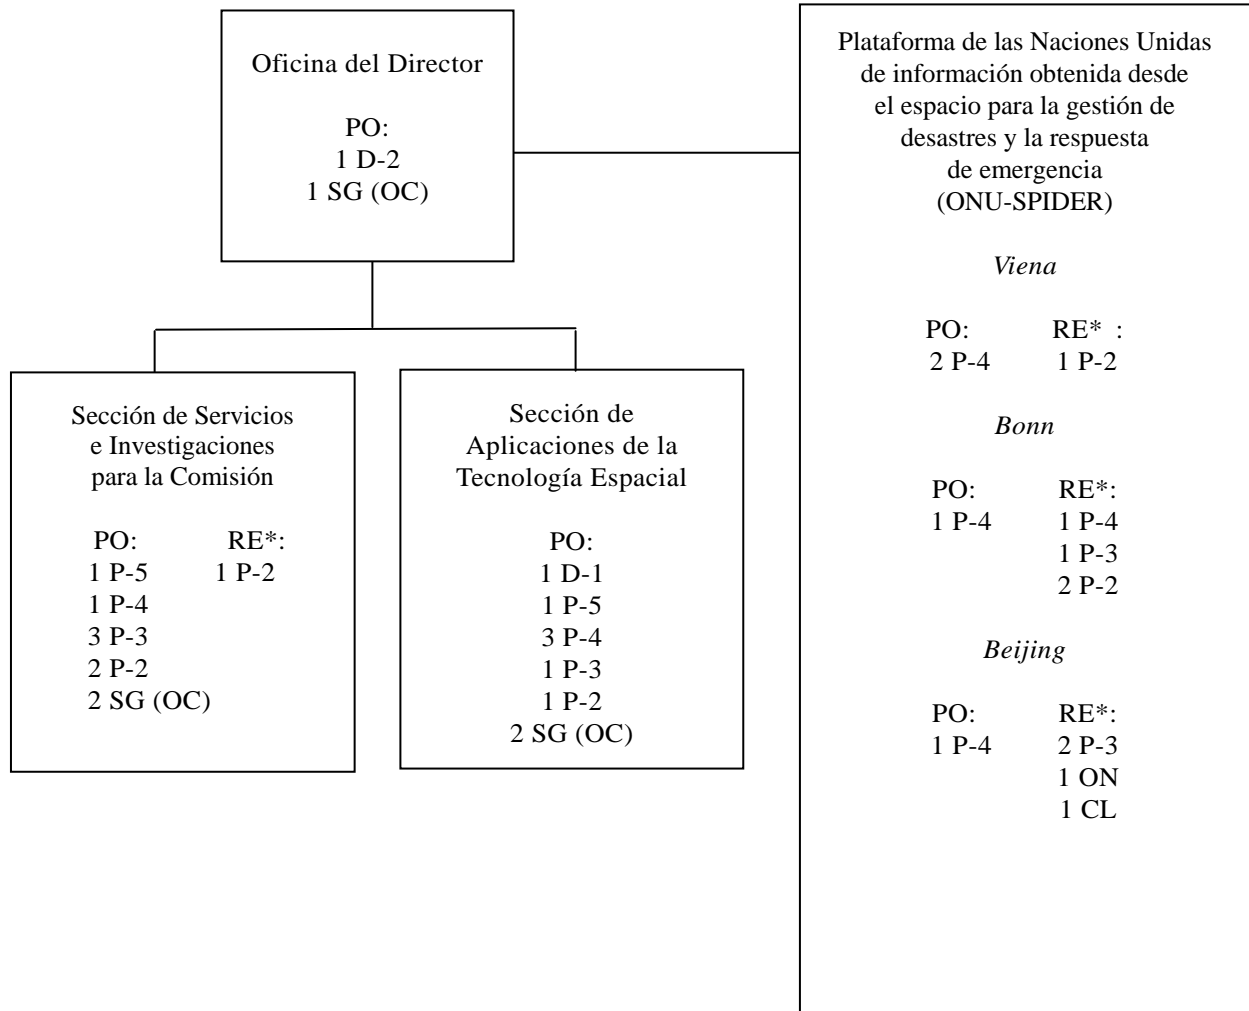 Oficina del Director
PO:
1 D-2
1 SG (OC)
Plataforma de las Naciones Unidas
de información obtenida desde
el espacio para la gestión de
desastres y la respuesta
de emergencia
(ONU-SPIDER)
Viena
PO: RE* :
2 P-4 1 P-2
Bonn
PO: RE*:
1 P-4 1 P-4
1 P-3
2 P-2
Beijing
PO: RE*:
1 P-4 2 P-3
1 ON
1 CL
Sección de Servicios
e Investigaciones
para la Comisión
PO: RE*:
1 P-5 1 P-2
1 P-4
3 P-3
2 P-2
2 SG (OC)
Sección de
Aplicaciones de la
Tecnología Espacial
PO:
1 D-1
1 P-5
3 P-4
1 P-3
1 P-2
2 SG (OC)